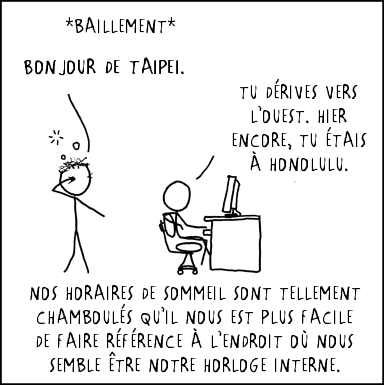 *BAILLEMENT*
BONJOUR DE TAIPEI.
TU DÉRIVES VERS
L'OUEST. HIER
ENCORE, TU ÉTAIS
À HONOLULU.
NOS HORAIRES DE SOMMEIL SONT TELLEMENT
CHAMBOULÉS QU'IL NOUS EST PLUS FACILE
DE FAIRE RÉFÉRENCE À L'ENDROIT OÙ NOUS
SEMBLE ÊTRE NOTRE HORLOGE INTERNE.